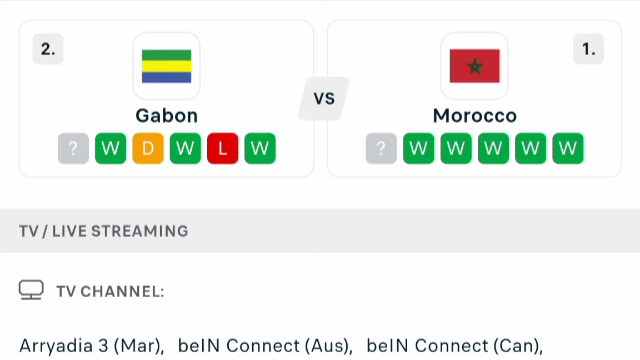 2.
1.
VS
Gabon
Morocco
? W D W L W
? W W W W W
TV / LIVE STREAMING
TV CHANNEL:
Arryadia 3 (Mar), beIN Connect (Aus), beIN Connect (Can),